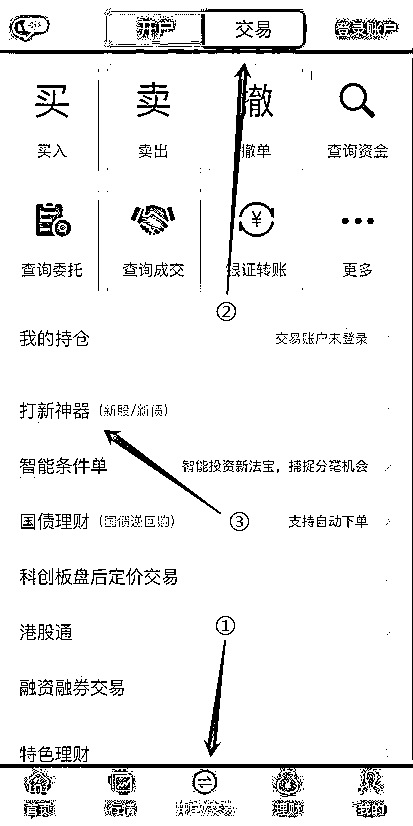 开户 交易 登录账户
买 卖 撤
买入 卖出 撤单 查询资金
¥
查询委托 查询成交 银证转账 更多
②
我的持仓 交易账户未登录
打新神器（新股/新债）
智能条件单 智能投资新法宝，捕捉分毫机会
③
国债理财（国债逆回购） 支持自动下单
科创板盘后定价交易
①
港股通
融资融券交易
特色理财
首页 行情 理财 我的